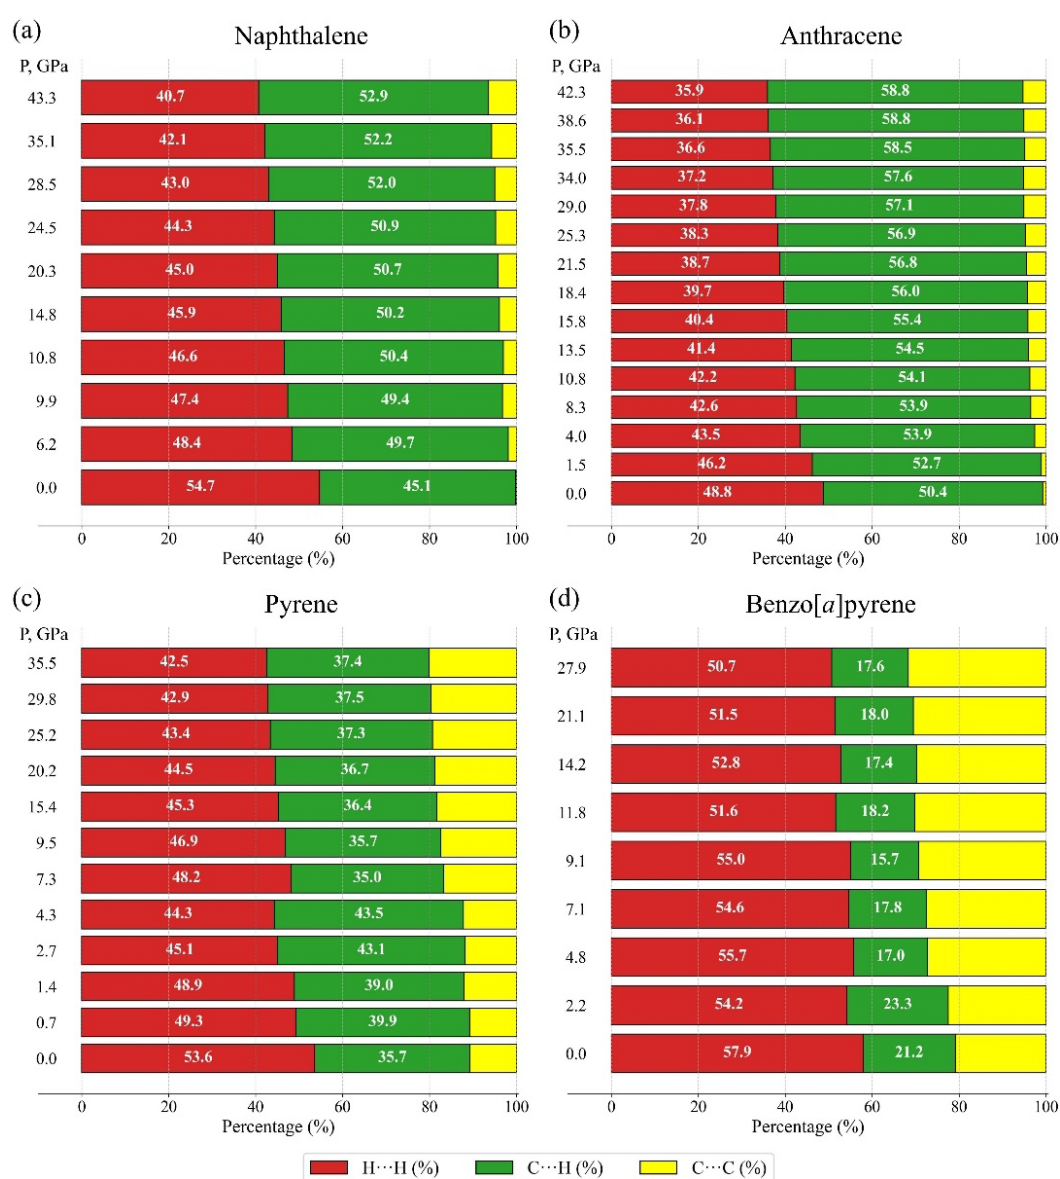 (a)
Naphthalene
P, GPa
43.3 40.7 52.9
35.1 42.1 52.2
28.5 43.0 52.0
24.5 44.3 50.9
20.3 45.0 50.7
14.8 45.9 50.2
10.8 46.6 50.4
9.9 47.4 49.4
6.2 48.4 49.7
0.0 54.7 45.1
0 20 40 60 80 100
Percentage (%)
(b)
Anthracene
P, GPa
42.3 35.9 58.8
38.6 36.1 58.8
35.5 36.6 58.5
34.0 37.2 57.6
29.0 37.8 57.1
25.3 38.3 56.9
21.5 38.7 56.8
18.4 39.7 56.0
15.8 40.4 55.4
13.5 41.4 54.5
10.8 42.2 54.1
8.3 42.6 53.9
4.0 43.5 53.9
1.5 46.2 52.7
0.0 48.8 50.4
0 20 40 60 80 100
Percentage (%)
(c)
Pyrene
P, GPa
35.5 42.5 37.4
29.8 42.9 37.5
25.2 43.4 37.3
20.2 44.5 36.7
15.4 45.3 36.4
9.5 46.9 35.7
7.3 48.2 35.0
4.3 44.3 43.5
2.7 45.1 43.1
1.4 48.9 39.0
0.7 49.3 39.9
0.0 53.6 35.7
0 20 40 60 80 100
Percentage (%)
(d)
Benzo[a]pyrene
P, GPa
27.9 50.7 17.6
21.1 51.5 18.0
14.2 52.8 17.4
11.8 51.6 18.2
9.1 55.0 15.7
7.1 54.6 17.8
4.8 55.7 17.0
2.2 54.2 23.3
0.0 57.9 21.2
0 20 40 60 80 100
Percentage (%)
H···H (%) C···H (%) C···C (%)